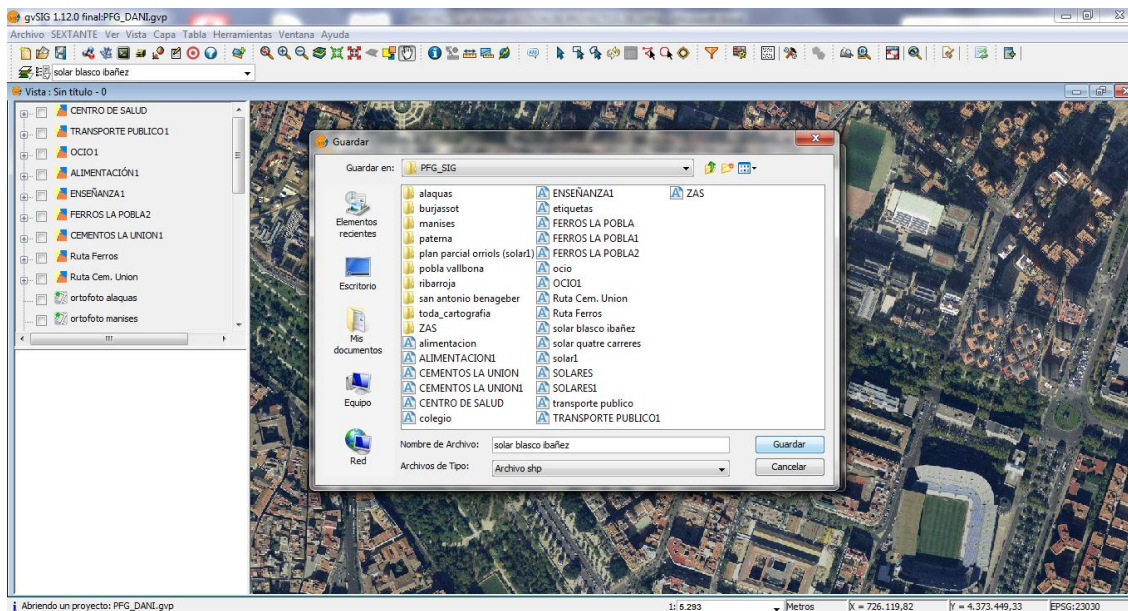 gvSIG 1.12.0 final:PFG_DANI.gvp
Archivo SEXTANTE Ver Vista Capa Tabla Herramientas Ventana Ayuda
solar blasco ibañez
Vista : Sin título - 0
CENTRO DE SALUD
TRANSPORTE PUBLICO1
OCIO1
ALIMENTACIÓN1
ENSEÑANZA1
FERROS LA POBLA2
CEMENTOS LA UNION1
Ruta Ferros
Ruta Cem. Union
ortofoto alaquas
ortofoto manises
Guardar
Guardar en: PFG_SIG
Elementos recientes
Escritorio
Mis documentos
Equipo
Red
alaquas
burjassot
manises
paterna
plan parcial orriols (solar1)
pobla vallbona
ribarroja
san antonio benageber
toda_cartografia
ZAS
alimentacion
ALIMENTACION1
CEMENTOS LA UNION
CEMENTOS LA UNION1
CENTRO DE SALUD
colegio
ENSEÑANZA1
etiquetas
FERROS LA POBLA
FERROS LA POBLA1
FERROS LA POBLA2
ocio
OCIO1
Ruta Cem. Union
Ruta Ferros
solar blasco ibañez
solar quatre carreres
solar1
SOLARES
SOLARES1
transporte publico
TRANSPORTE PUBLICO1
ZAS
Nombre de Archivo: solar blasco ibañez Guardar
Archivos de Tipo: Archivo shp Cancelar
Abriendo un proyecto: PFG_DANI.gvp 1: 5.293 Metros X = 726.119,82 Y = 4.373.449,33 EPSG:23030